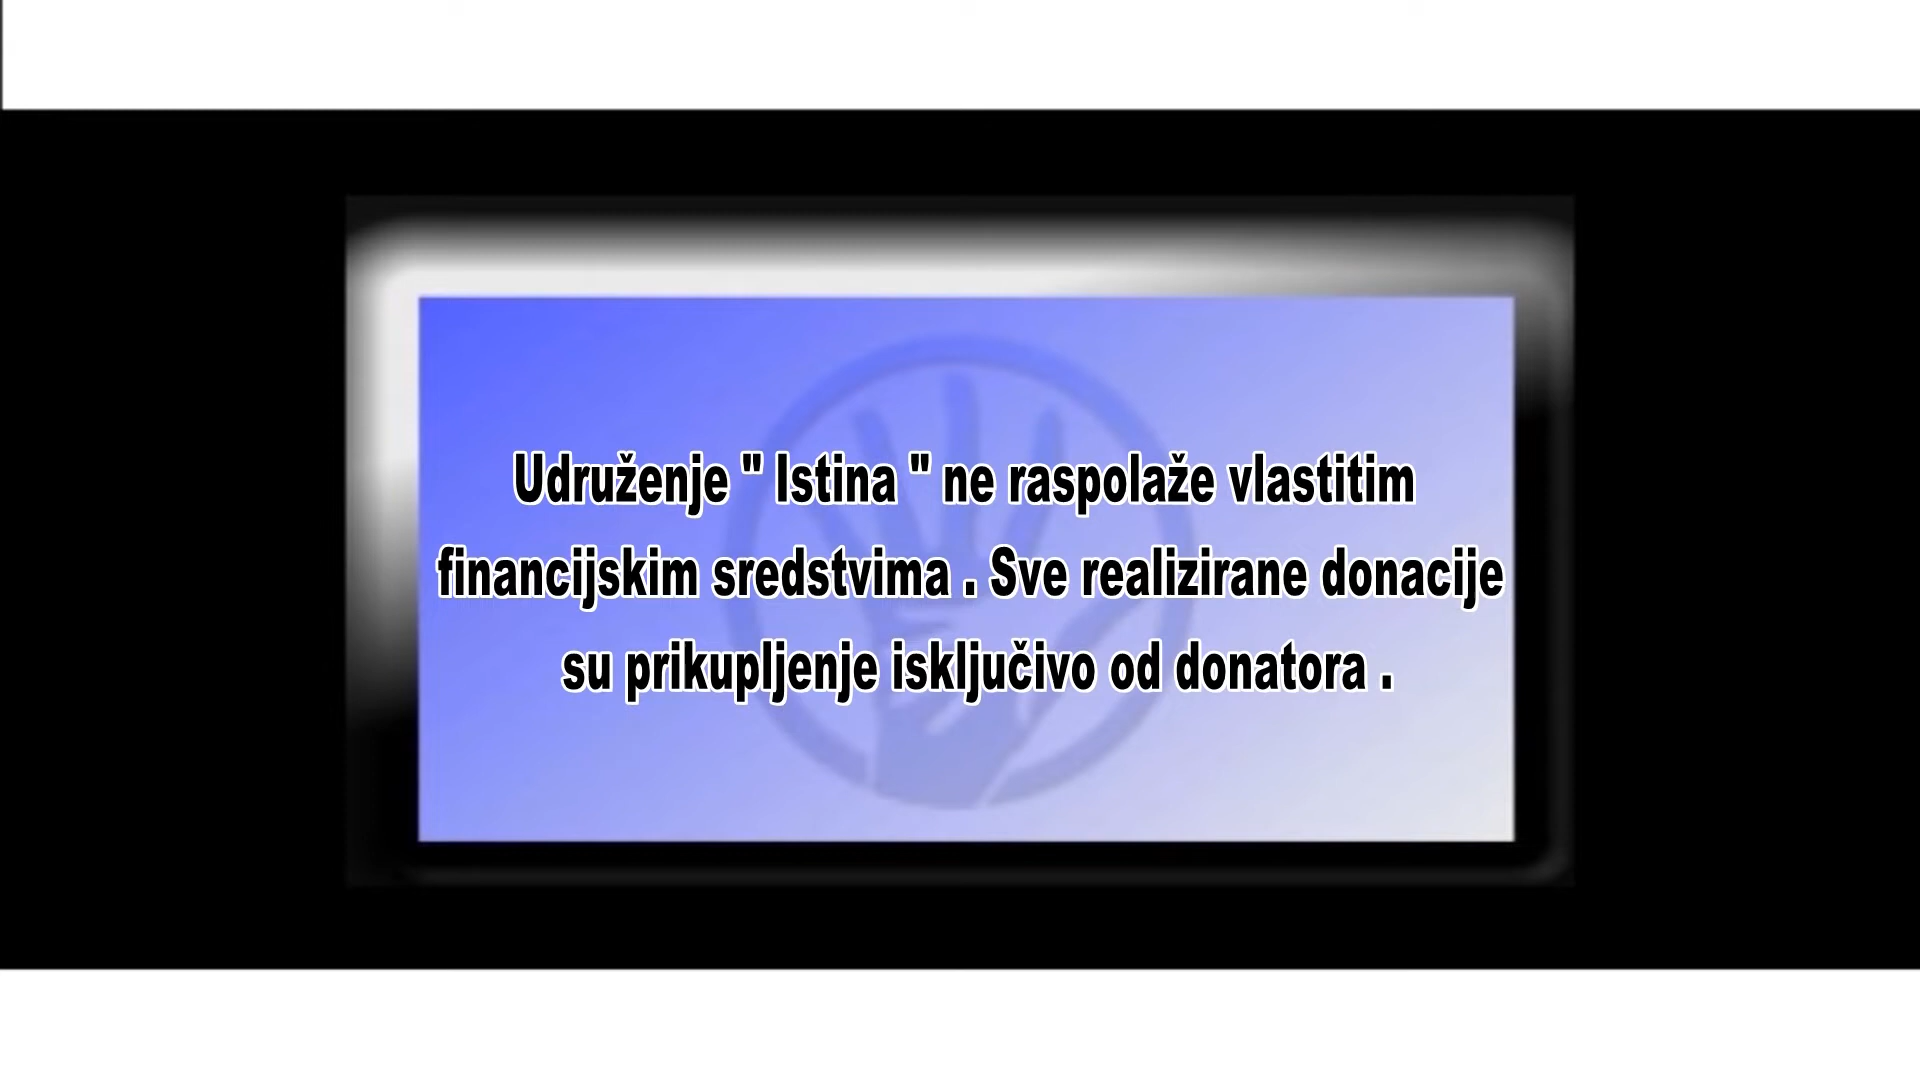 Udruženje " Istina " ne raspolaže vlastitim
financijskim sredstvima . Sve realizirane donacije
su prikupljenje isključivo od donatora .